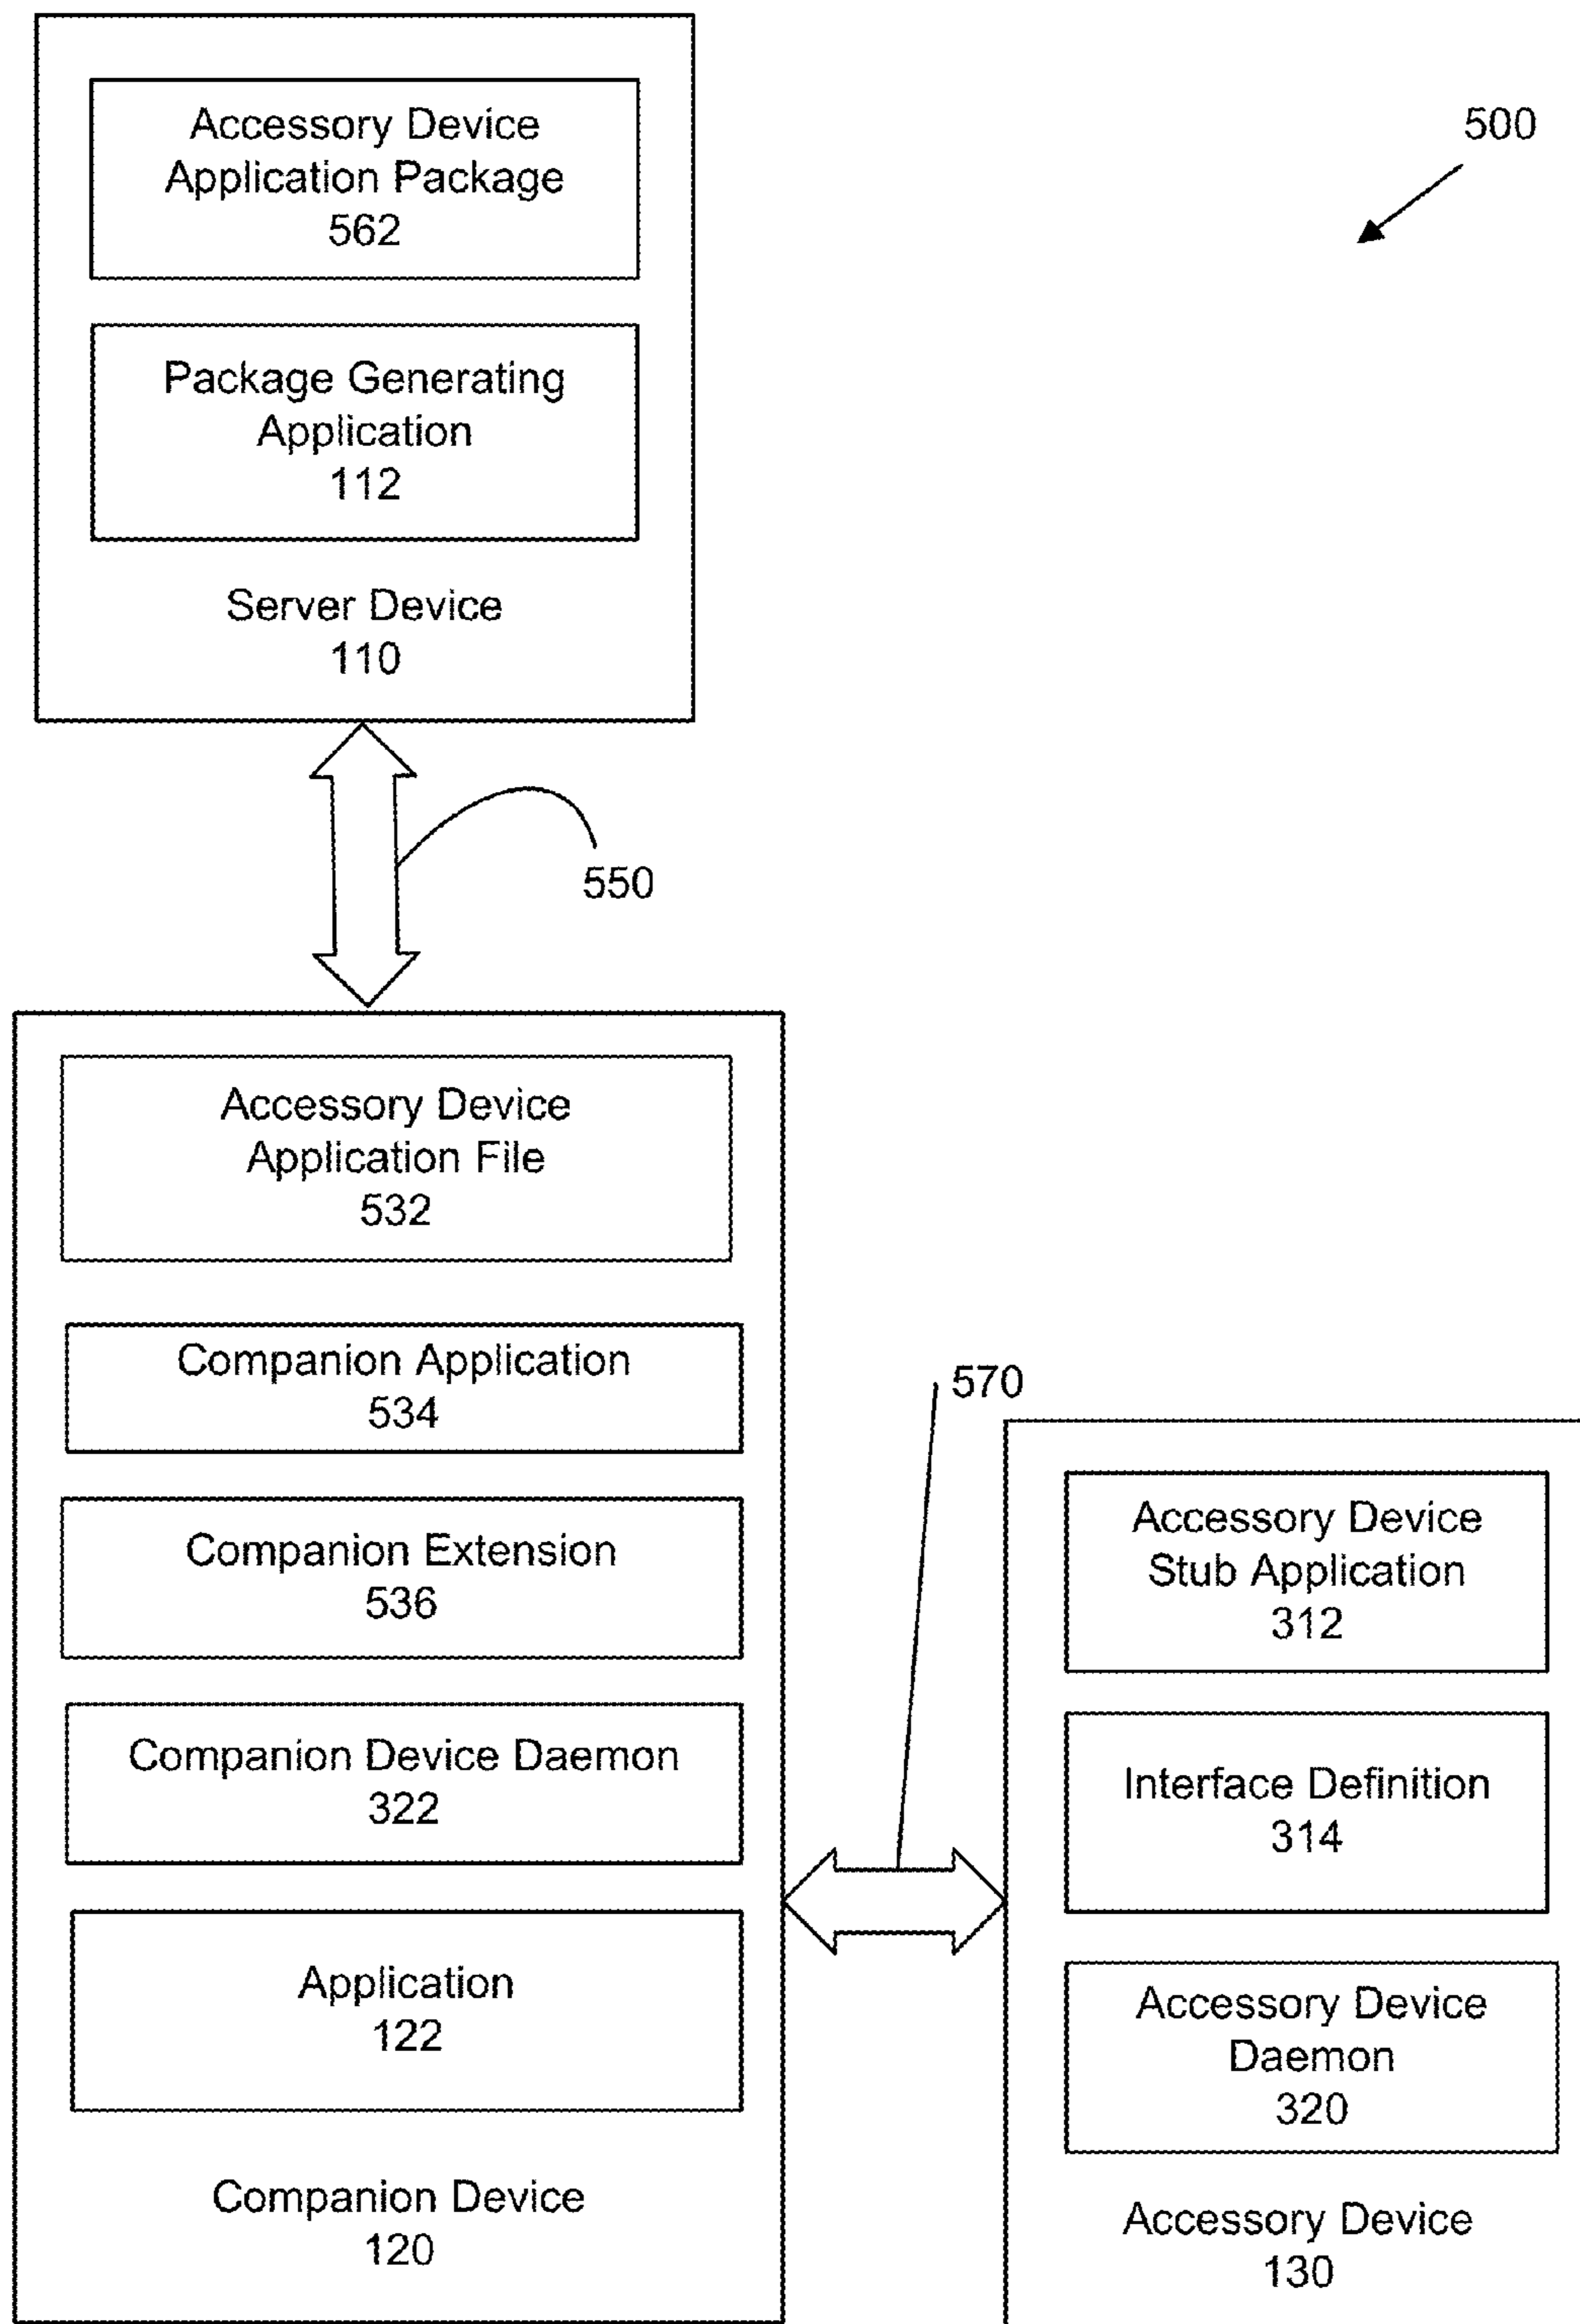 Accessory Device
Application Package
562
500
Package Generating
Application
112
Server Device
110
550
Accessory Device
Application File
532
Companion Application
534
570
Companion Extension
536
Companion Device Daemon
322
Application
122
Companion Device
120
Accessory Device
Stub Application
312
Interface Definition
314
Accessory Device
Daemon
320
Accessory Device
130